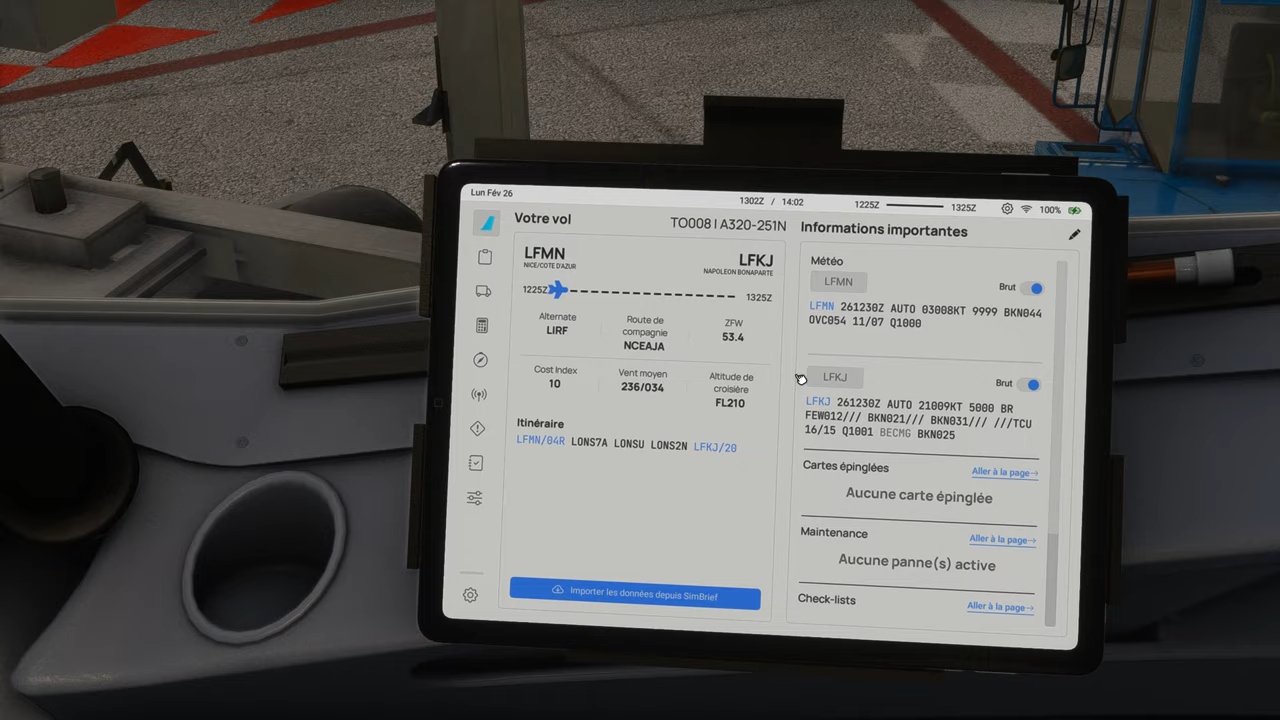 Lun Fév 26
1302Z / 14:02
1225Z 1325Z
100%
Votre vol
TO008 | A320-251N
LFMN
NICE/COTE D'AZUR
LFKJ
NAPOLEON BONAPARTE
1225Z 1325Z
Alternate
LIRF
Route de
compagnie
NCEAJA
ZFW
53.4
Cost Index
10
Vent moyen
236/034
Altitude de
croisière
FL210
Itinéraire
LFMN/04R LONS7A LONSU LONS2N LFKJ/20
Importer les données depuis SimBrief
Informations importantes
Météo
LFMN
Brut
LFMN 261230Z AUTO 03008KT 9999 BKN044
OVC054 11/07 Q1000
LFKJ
Brut
LFKJ 261230Z AUTO 21009KT 5000 BR
FEW012/// BKN021/// BKN031/// ///TCU
16/15 Q1001 BECMG BKN025
Cartes épinglées
Aller à la page→
Aucune carte épinglée
Maintenance
Aller à la page→
Aucune panne(s) active
Check-lists
Aller à la page→